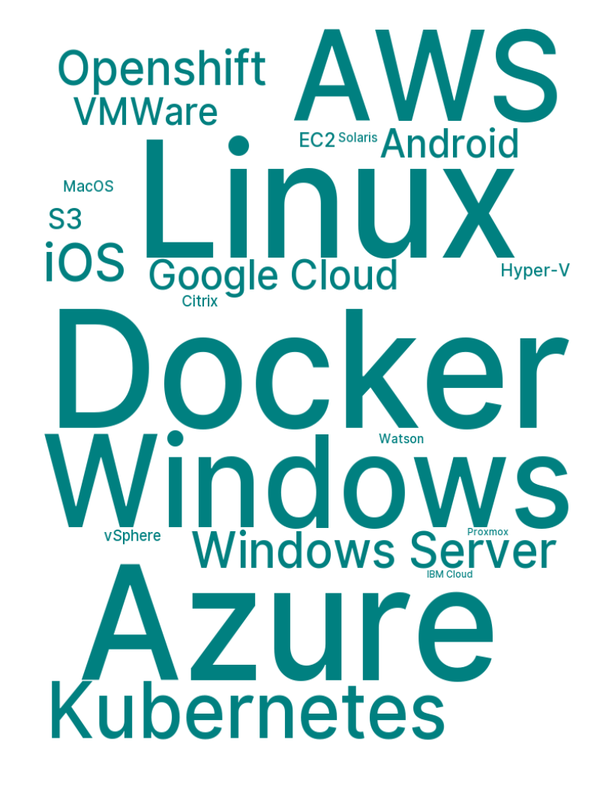 Openshift
AWS
VMWare
EC2
Solaris
Android
Linux
MacOS
S3
iOS
Google Cloud
Hyper-V
Citrix
Docker
Watson
Windows
vSphere
Proxmox
Windows Server
IBM Cloud
Azure
Kubernetes